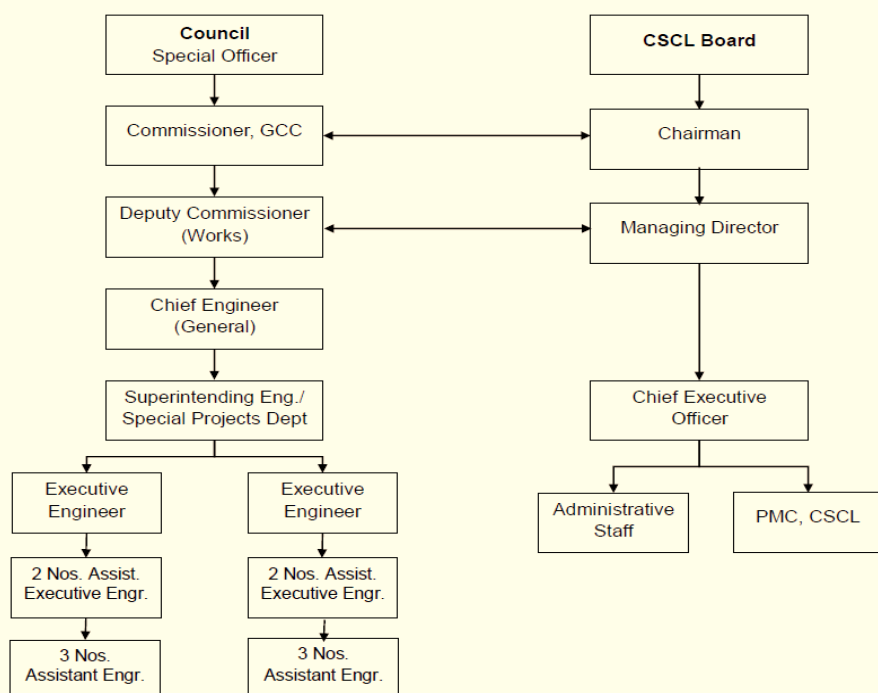 Council
Special Officer
CSCL Board
Commissioner, GCC
Chairman
Deputy Commissioner
(Works)
Managing Director
Chief Engineer
(General)
Superintending Eng./
Special Projects Dept
Chief Executive
Officer
Executive
Engineer
Executive
Engineer
Administrative
Staff
PMC, CSCL
2 Nos. Assist.
Executive Engr.
2 Nos. Assist.
Executive Engr.
3 Nos.
Assistant Engr.
3 Nos.
Assistant Engr.